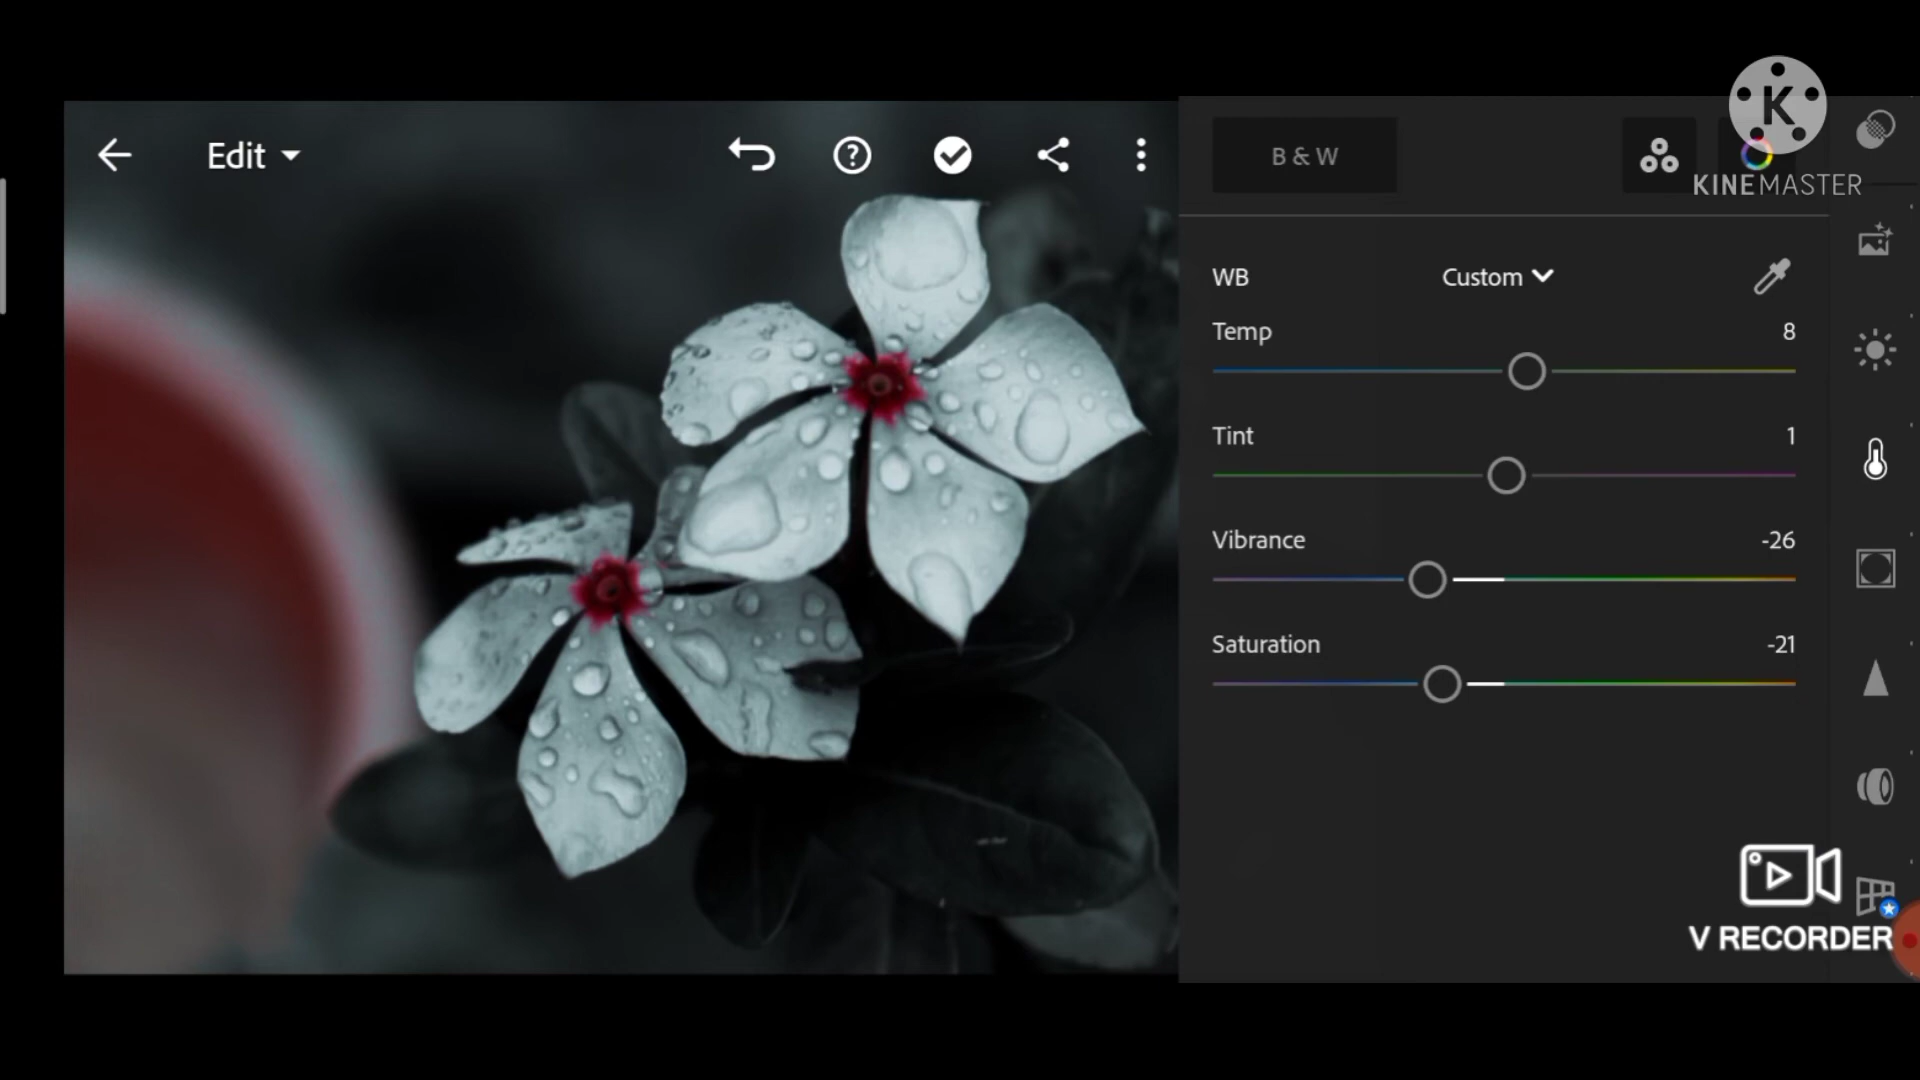 Edit
B & W
K
KINEMASTER
WB
Custom
Temp
8
Tint
1
Vibrance
-26
Saturation
-21
V RECORDER